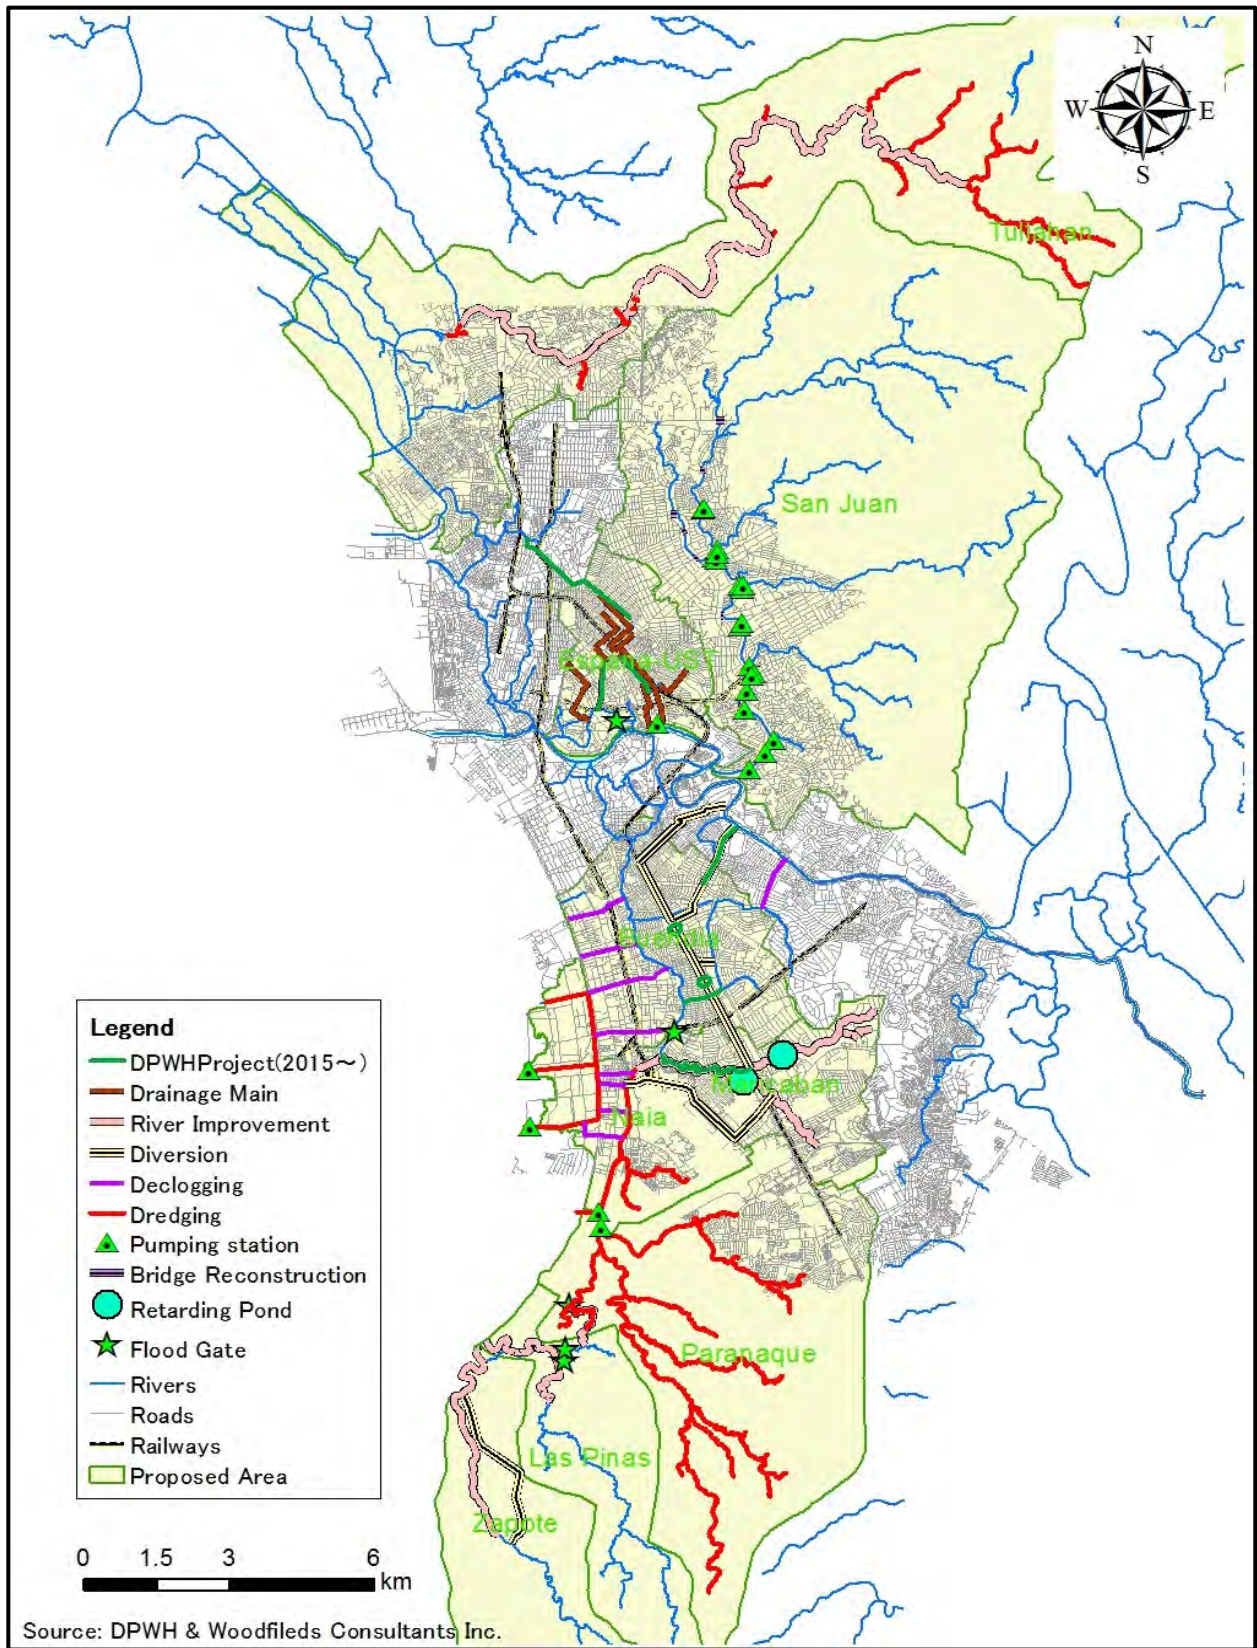 N
W E
S
Tullahan
San Juan
España-UST
Buendia
Maricaban
Naia
Paranaque
Las Pinas
Zapote
Legend
DPWHProject(2015~)
Drainage Main
River Improvement
Diversion
Declogging
Dredging
Pumping station
Bridge Reconstruction
Retarding Pond
Flood Gate
Rivers
Roads
Railways
Proposed Area
0 1.5 3 6
km
Source: DPWH & Woodfileds Consultants Inc.